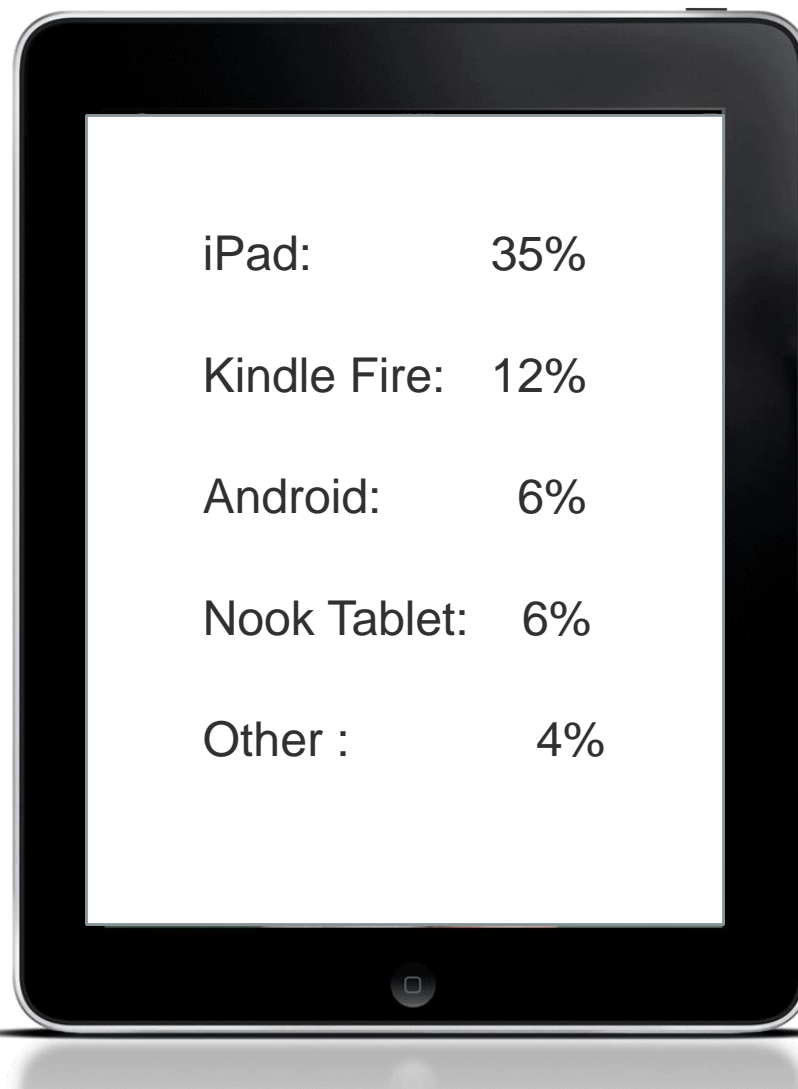 iPad: 35%
Kindle Fire: 12%
Android: 6%
Nook Tablet: 6%
Other : 4%